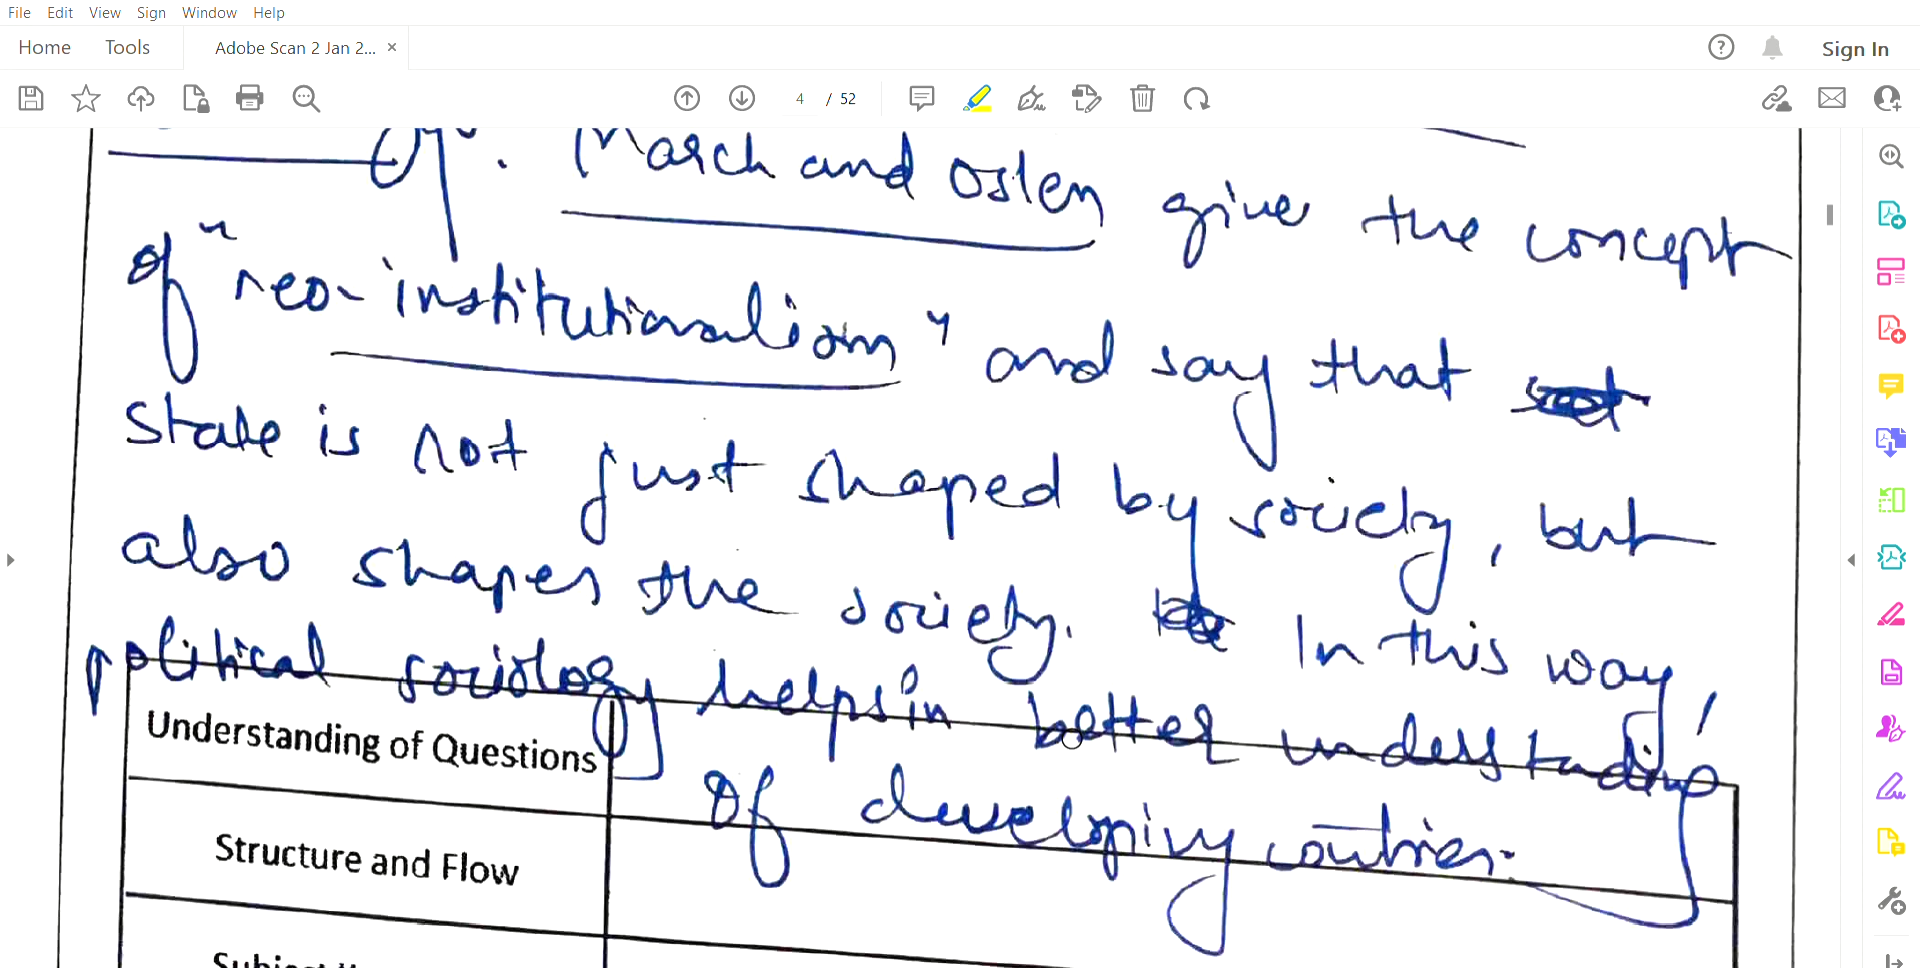 File Edit View Sign Window Help
Home Tools Adobe Scan 2 Jan 2... × Sign In
4 / 52
eg. March and Oslen give the concept
of "neo-institutionalism" and say that
state is not just shaped by society, but
also shapes the society. In this way,
political sociology helps in better understanding
of developing countries.
Understanding of Questions
Structure and Flow